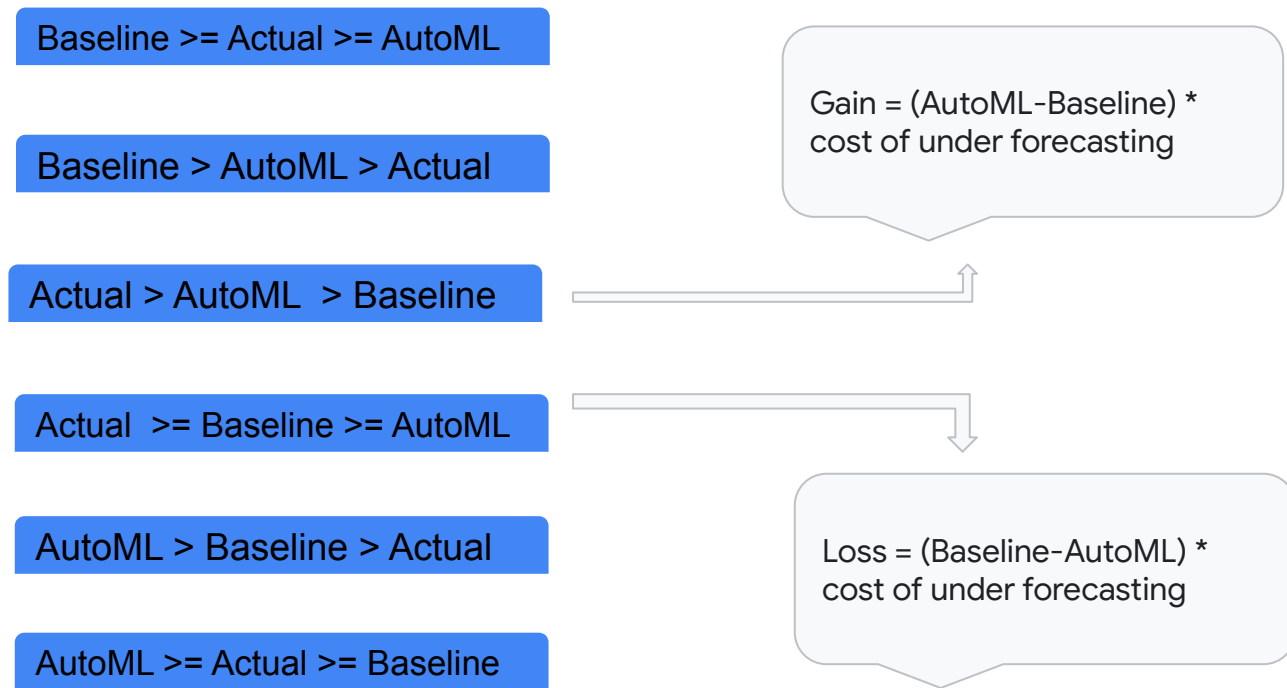 Baseline >= Actual >= AutoML
Baseline > AutoML > Actual
Actual > AutoML  > Baseline
Actual  >= Baseline >= AutoML
AutoML > Baseline > Actual
AutoML >= Actual >= Baseline
Gain = (AutoML-Baseline) *
cost of under forecasting
Loss = (Baseline-AutoML) *
cost of under forecasting